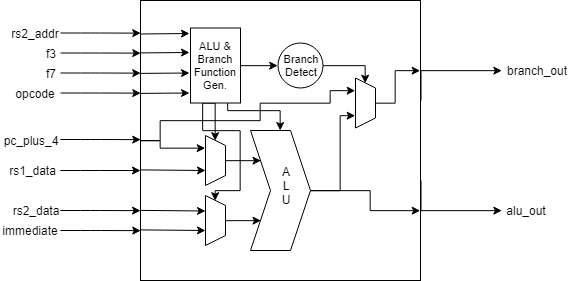 rs2_addr
f3
f7
opcode
pc_plus_4
rs1_data
rs2_data
immediate
ALU &
Branch
Function
Gen.
Branch
Detect
A
L
U
branch_out
alu_out